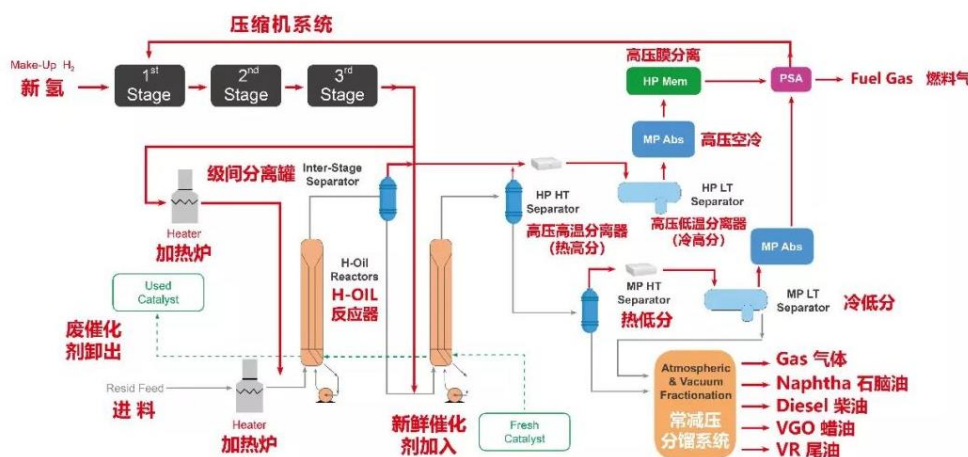 压缩机系统
Make-Up H₂
新氢
1st
Stage
2nd
Stage
3rd
Stage
高压膜分离
HP Mem
PSA
Fuel Gas 燃料气
MP Abs
高压空冷
级间分离罐
Inter-Stage
Separator
HP HT
Separator
高压高温分离器
(热高分)
HP LT
Separator
高压低温分离器
(冷高分)
Heater
加热炉
H-Oil
Reactors
H-OIL
反应器
MP Abs
Used
Catalyst
废催化
剂卸出
MP HT
Separator
热低分
MP LT
Separator
冷低分
Resid Feed
进料
Heater
加热炉
新鲜催化
剂加入
Fresh
Catalyst
Atmospheric
& Vacuum
Fractionation
常减压
分馏系统
Gas 气体
Naphtha 石脑油
Diesel 柴油
VGO 蜡油
VR 尾油